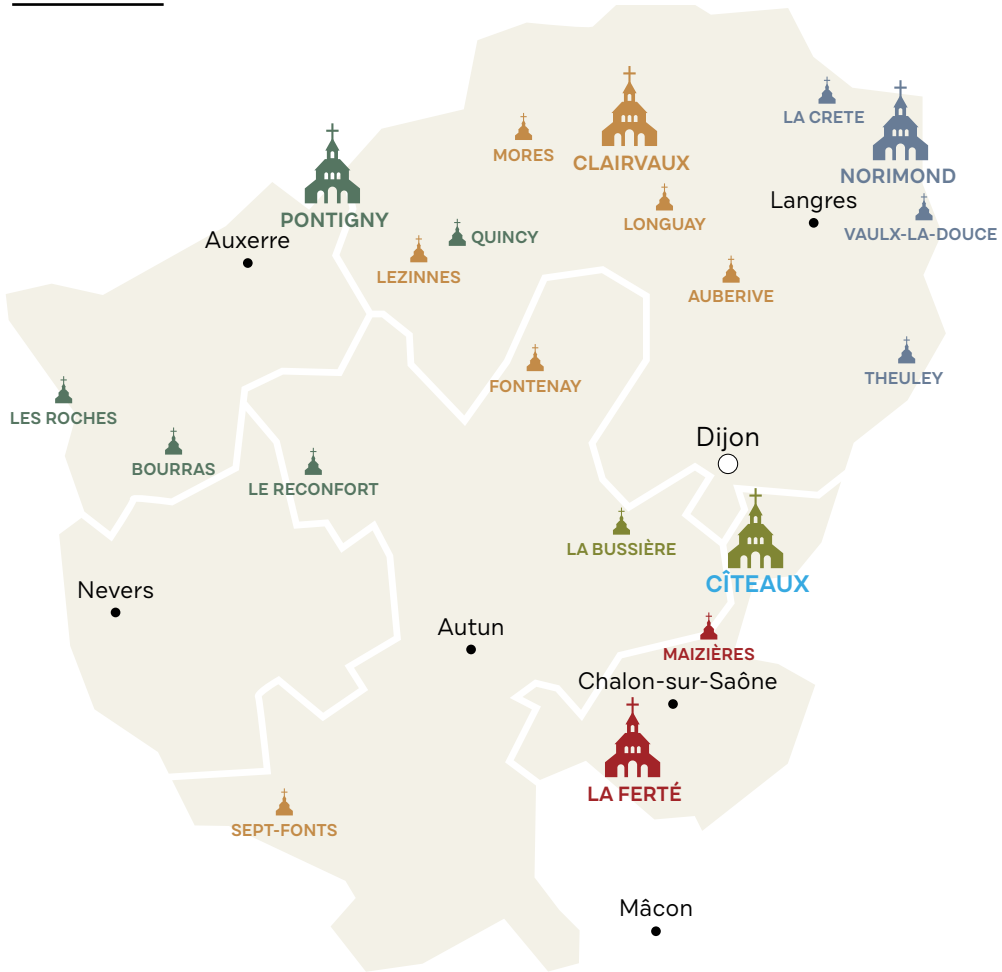 LA CRETE
MORES
CLAIRVAUX
NORIMOND
Langres
PONTIGNY
LONGUAY
VAULX-LA-DOUCE
Auxerre
QUINCY
LEZINNES
AUBERIVE
THEULEY
FONTENAY
LES ROCHES
Dijon
BOURRAS
LE RECONFORT
LA BUSSIÈRE
CÎTEAUX
Nevers
Autun
MAIZIÈRES
Chalon-sur-Saône
LA FERTÉ
SEPT-FONTS
Mâcon